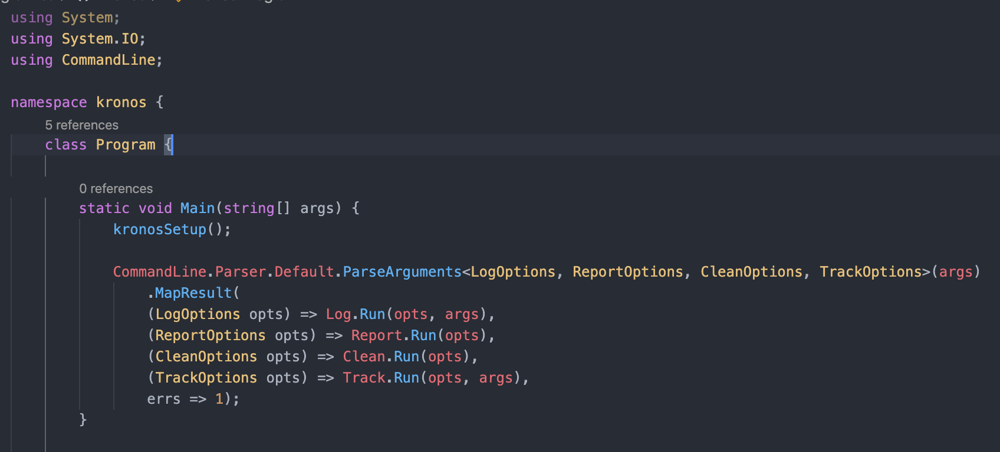 using System;
using System.IO;
using CommandLine;
namespace kronos {
5 references
class Program {
0 references
static void Main(string[] args) {
kronosSetup();
CommandLine.Parser.Default.ParseArguments<LogOptions, ReportOptions, CleanOptions, TrackOptions>(args)
.MapResult(
(LogOptions opts) => Log.Run(opts, args),
(ReportOptions opts) => Report.Run(opts),
(CleanOptions opts) => Clean.Run(opts),
(TrackOptions opts) => Track.Run(opts, args),
errs => 1);
}